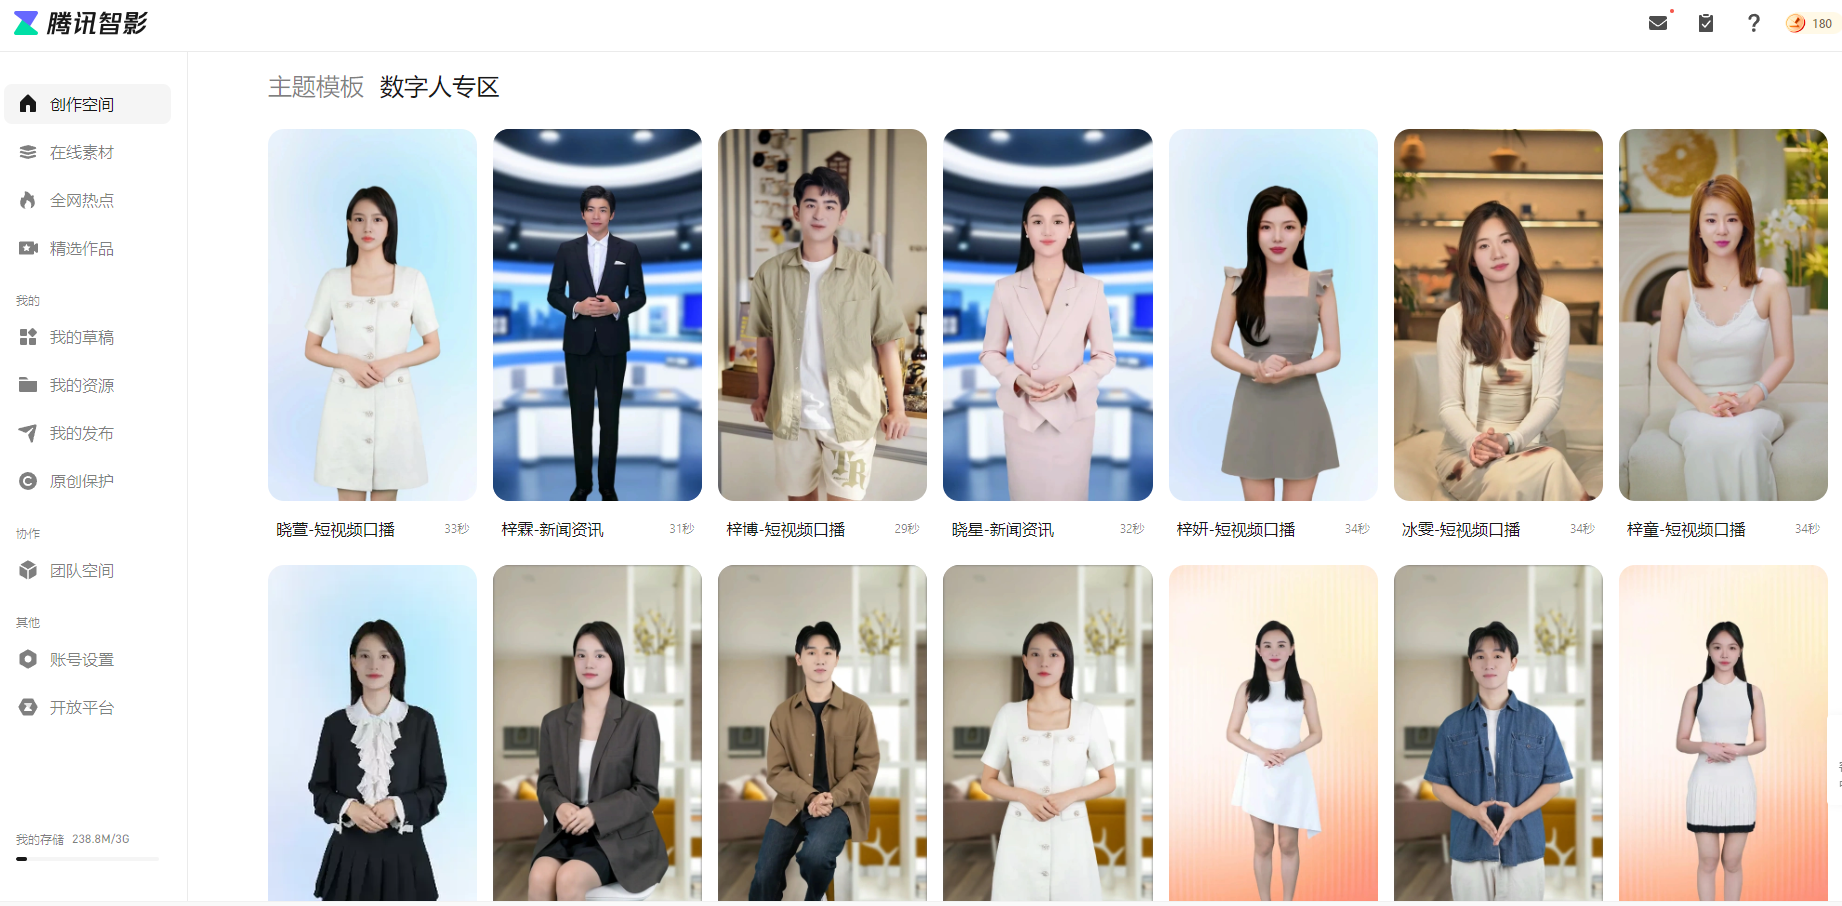 腾讯智影
180
创作空间
在线素材
全网热点
精选作品
我的
我的草稿
我的资源
我的发布
原创保护
协作
团队空间
其他
账号设置
开放平台
我的存储 238.8M/3G
主题模板 数字人专区
晓萱-短视频口播 33秒
梓霖-新闻资讯 31秒
梓博-短视频口播 29秒
晓星-新闻资讯 32秒
梓妍-短视频口播 34秒
冰雯-短视频口播 34秒
梓童-短视频口播 34秒